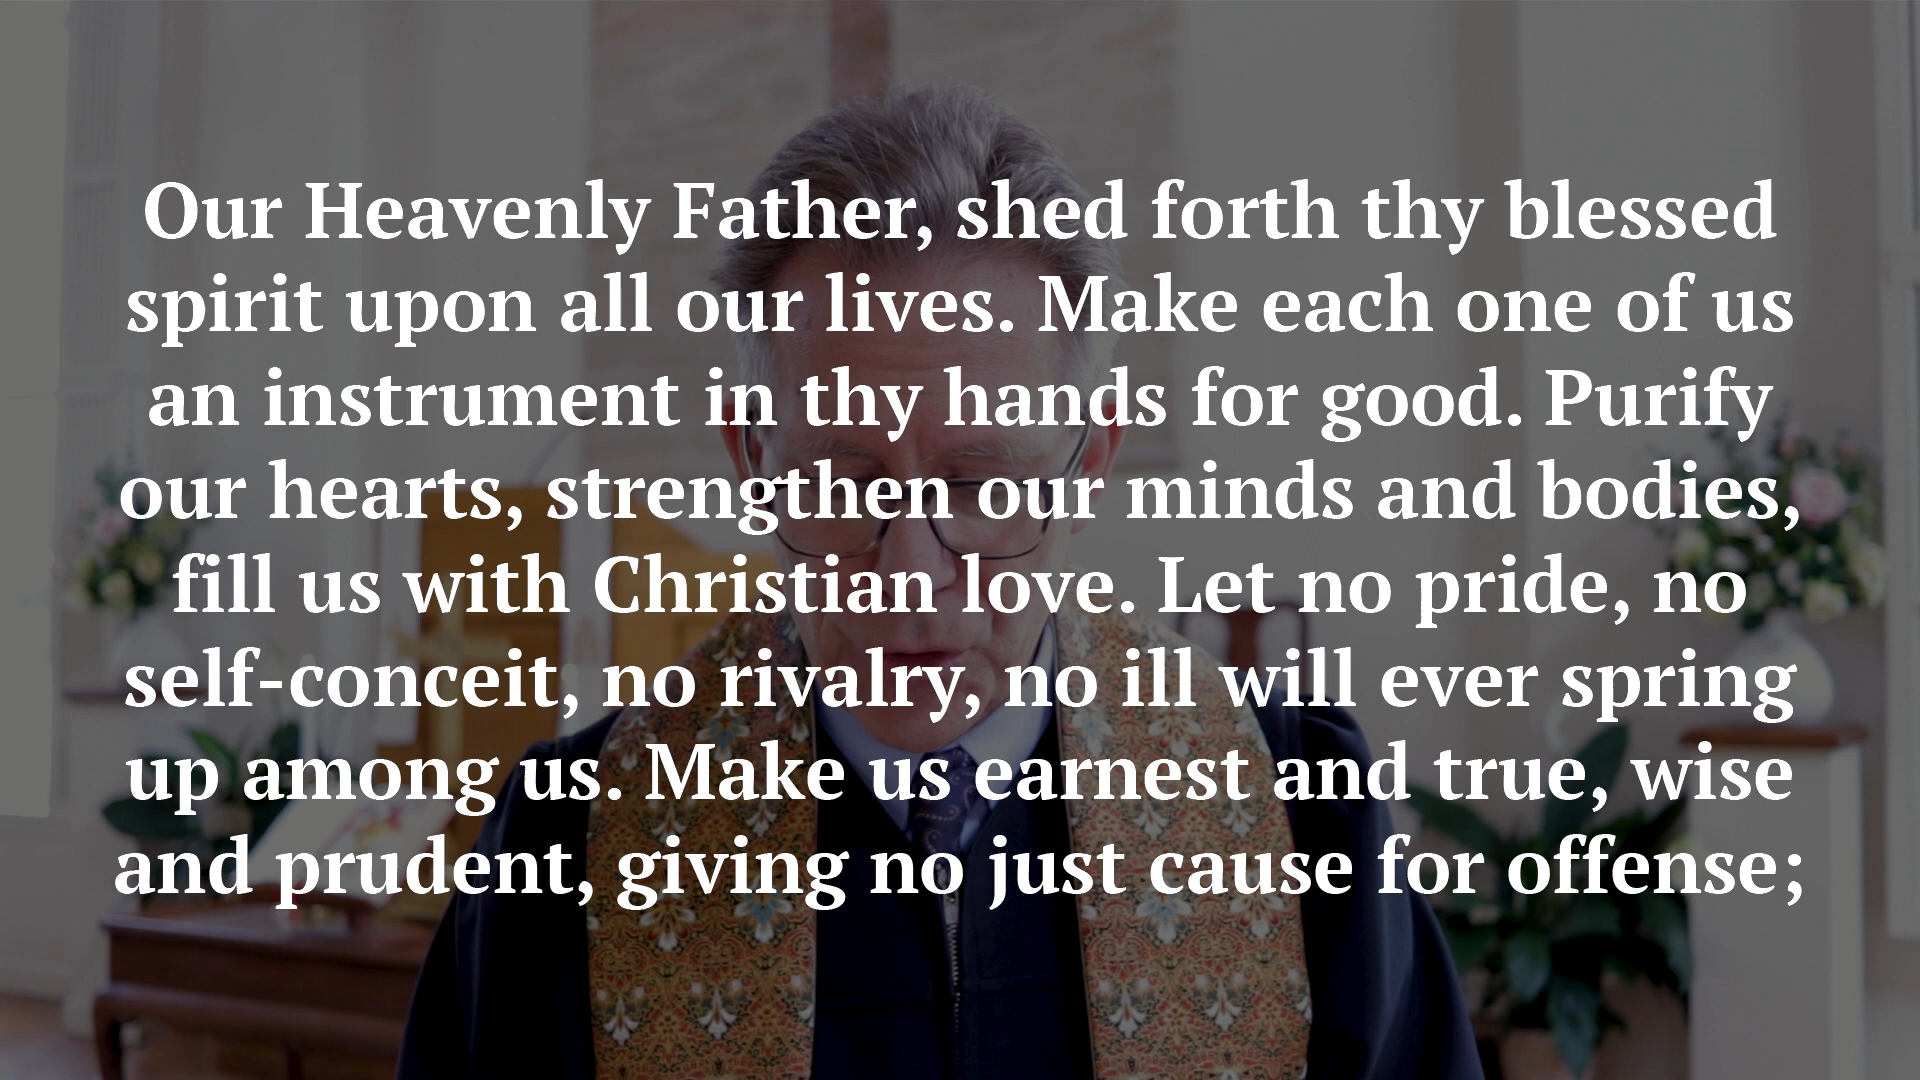 Our Heavenly Father, shed forth thy blessed
spirit upon all our lives. Make each one of us
an instrument in thy hands for good. Purify
our hearts, strengthen our minds and bodies,
fill us with Christian love. Let no pride, no
self-conceit, no rivalry, no ill will ever spring
up among us. Make us earnest and true, wise
and prudent, giving no just cause for offense;